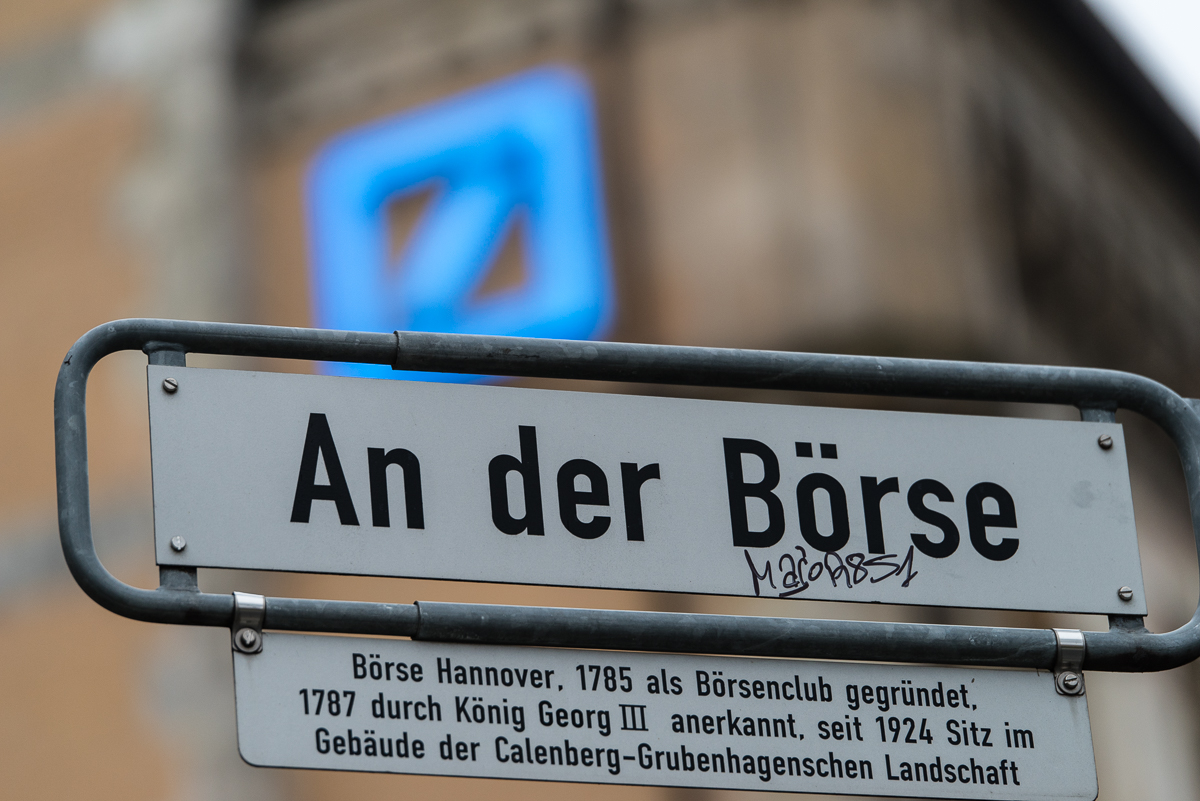 An der Börse
Börse Hannover, 1785 als Börsenclub gegründet,
1787 durch König Georg III anerkannt, seit 1924 Sitz im
Gebäude der Calenberg-Grubenhagenschen Landschaft